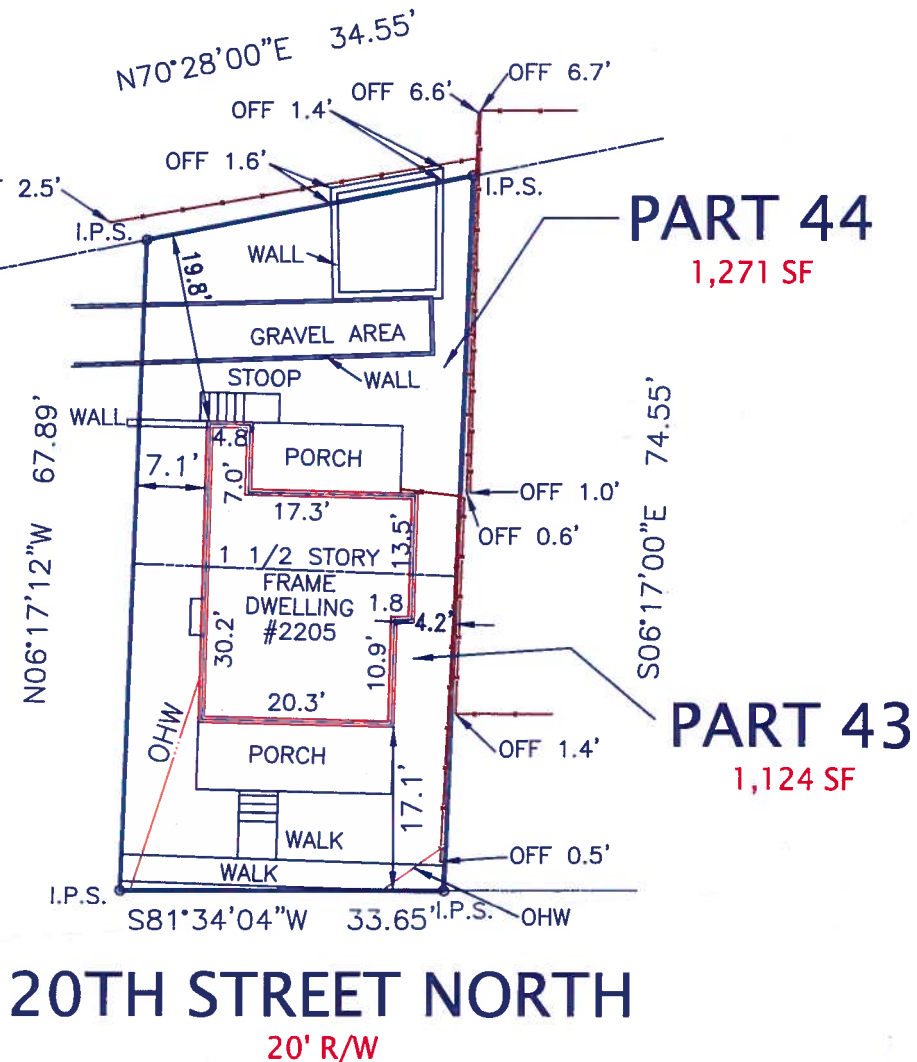 N70°28'00"E 34.55'
OFF 6.7'
OFF 6.6'
OFF 1.4'
OFF 1.6'
2.5'
I.P.S.
I.P.S.
PART 44
1,271 SF
WALL
19.8'
GRAVEL AREA
STOOP
WALL
WALL
4.8
PORCH
7.1'
7.0'
17.3'
OFF 1.0'
OFF 0.6'
N06°17'12"W 67.89'
S06°17'00"E 74.55'
13.5'
1 1/2 STORY
FRAME
DWELLING
#2205
1.8
4.2'
30.2'
10.9'
20.3'
PART 43
1,124 SF
OHW
PORCH
OFF 1.4'
17.1'
WALK
WALK
OFF 0.5'
I.P.S.
I.P.S.
OHW
S81°34'04"W 33.65'
20TH STREET NORTH
20' R/W